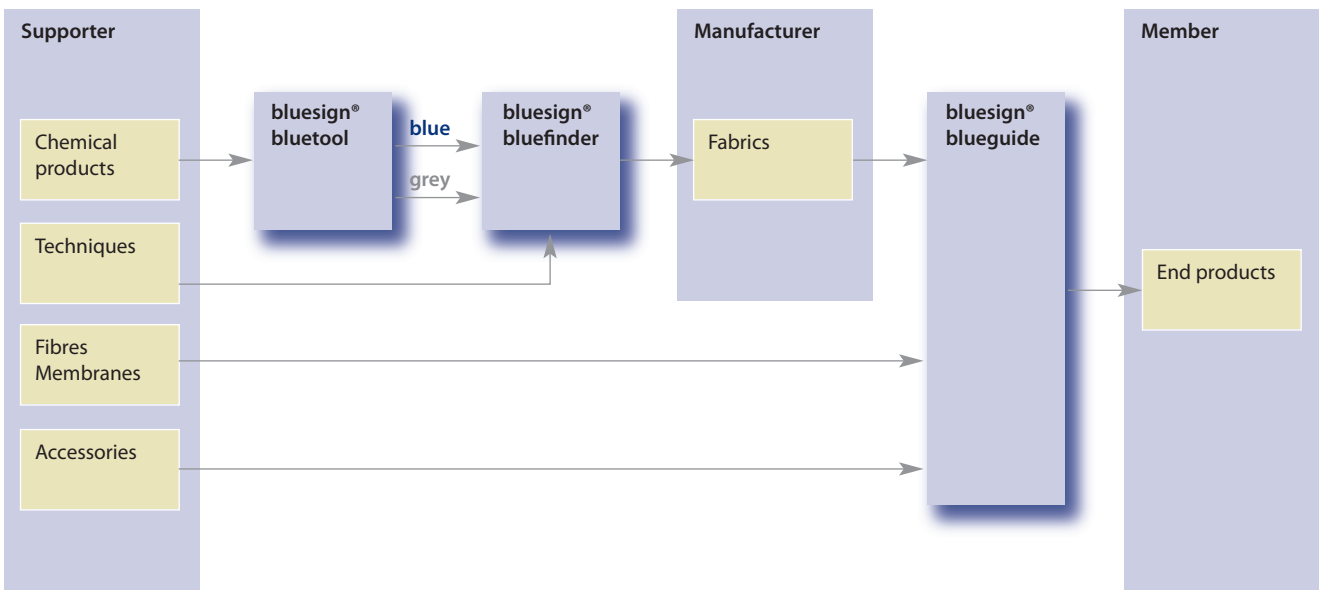 Supporter
Manufacturer
Member
bluesign®
bluetool
blue
grey
bluesign®
bluefinder
bluesign®
blueguide
Chemical
products
Fabrics
Techniques
End products
Fibres
Membranes
Accessories